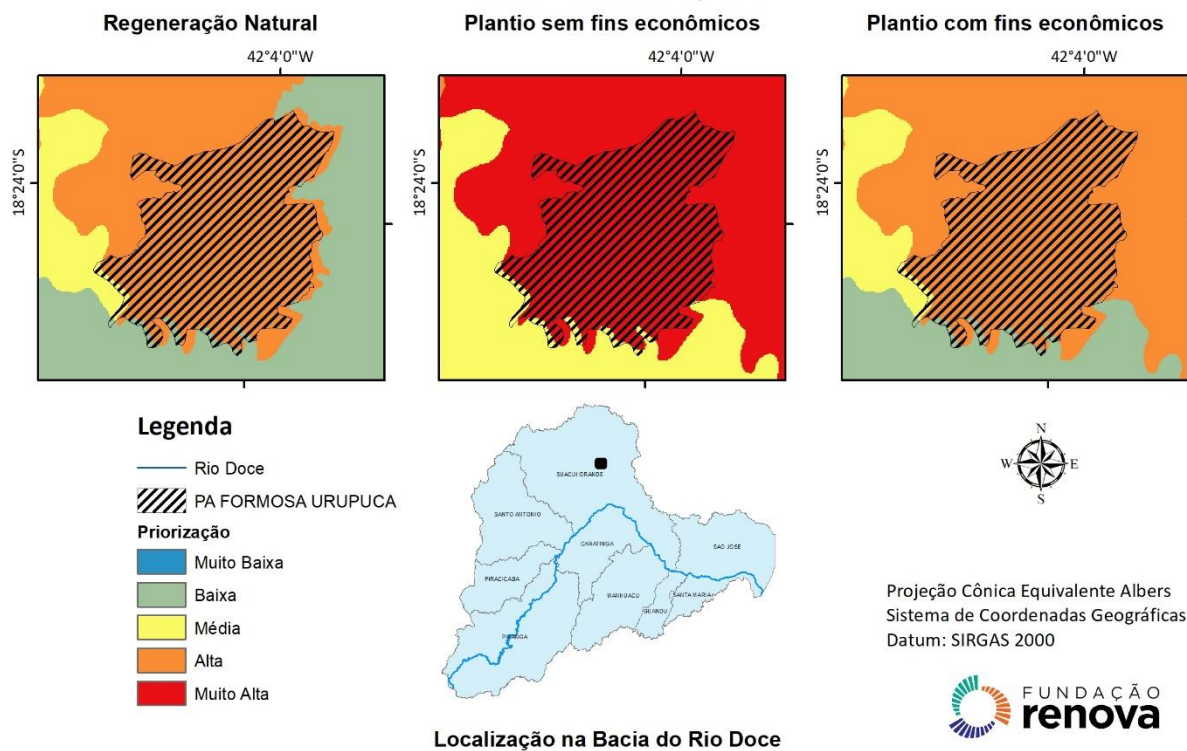 Regeneração Natural
Plantio sem fins econômicos
Plantio com fins econômicos
42°4'0"W
42°4'0"W
42°4'0"W
18°24'0"S
18°24'0"S
18°24'0"S
Legenda
Rio Doce
PA FORMOSA URUPUCA
Priorização
Muito Baixa
Baixa
Média
Alta
Muito Alta
SUACUI GRANDE
SANTO ANTONIO
CARATINGA
SAO JOSE
PIRACICABA
MANHUACU
GUANDU
SANTA MARIA
PIRANGA
Localização na Bacia do Rio Doce
N
W
E
S
Projeção Cônica Equivalente Albers
Sistema de Coordenadas Geográficas
Datum: SIRGAS 2000
FUNDAÇÃO
renova